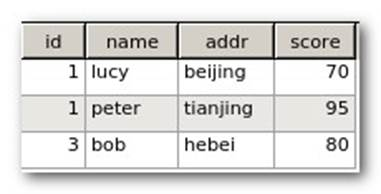 id name addr score
1 lucy beijing 70
1 peter tianjing 95
3 bob hebei 80